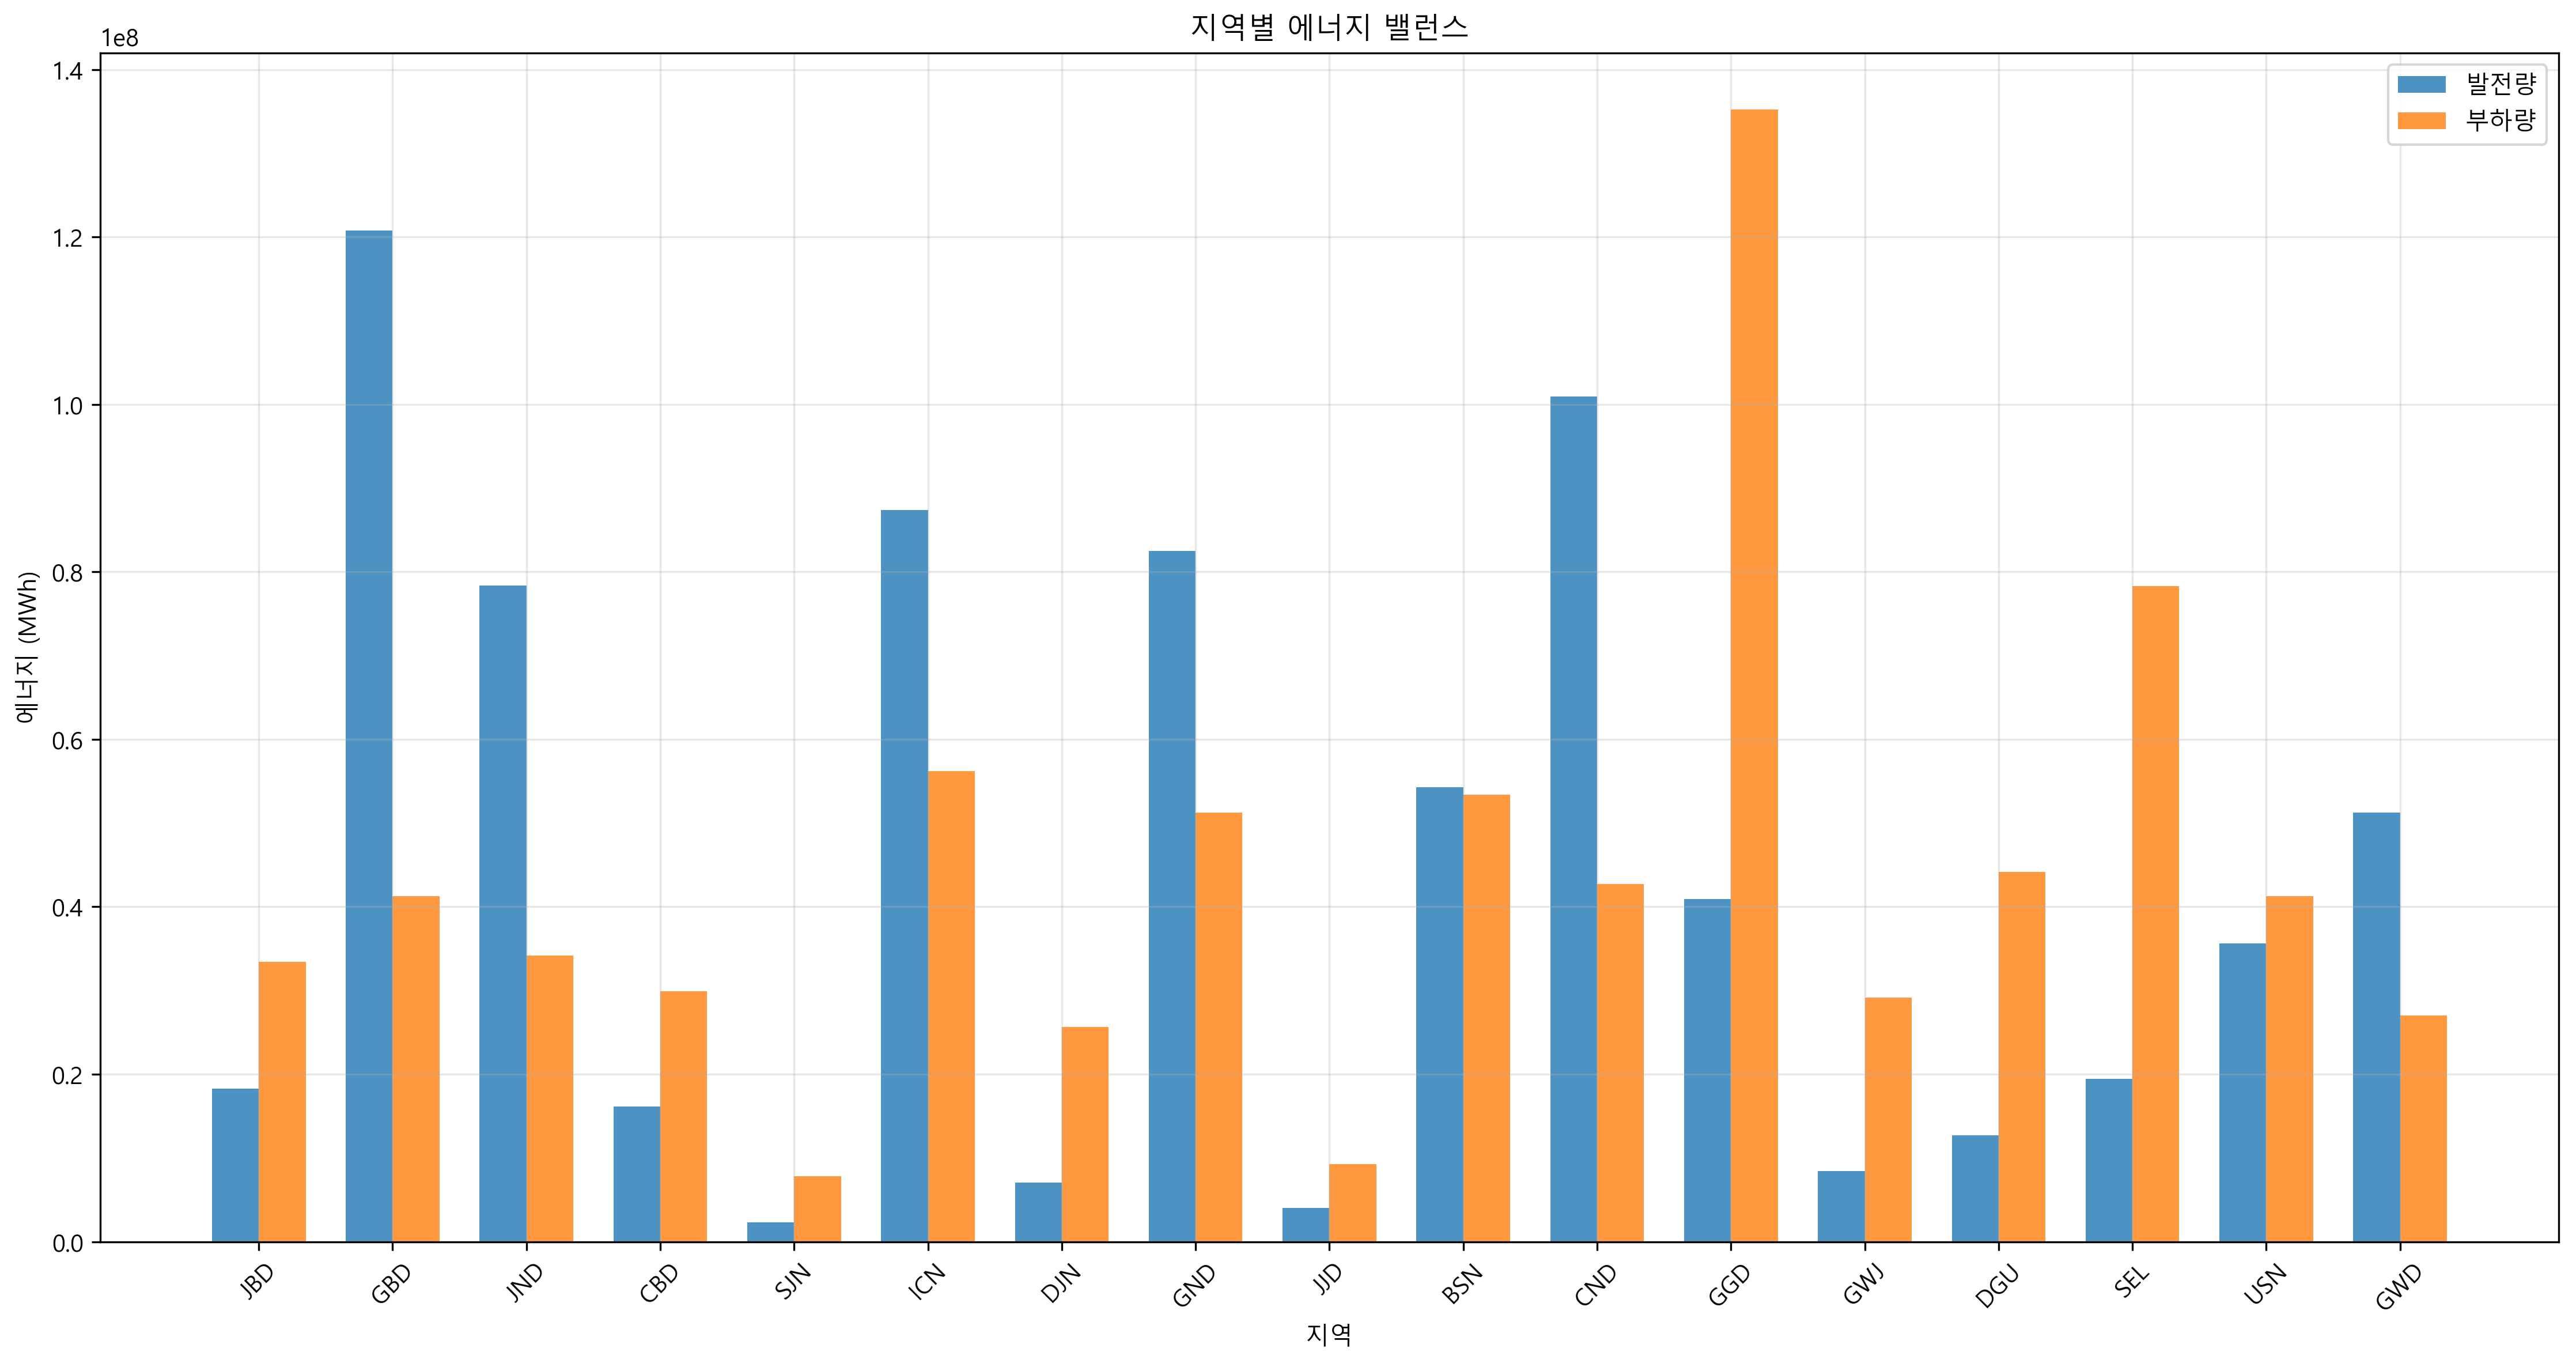 지역별 에너지 밸런스
1e8
1.4
1.2
1.0
0.8
0.6
0.4
0.2
0.0
에너지 (MWh)
발전량
부하량
JBD
GBD
JND
CBD
SJN
ICN
DJN
GND
JJD
BSN
CND
GGD
GWJ
DGU
SEL
USN
GWD
지역